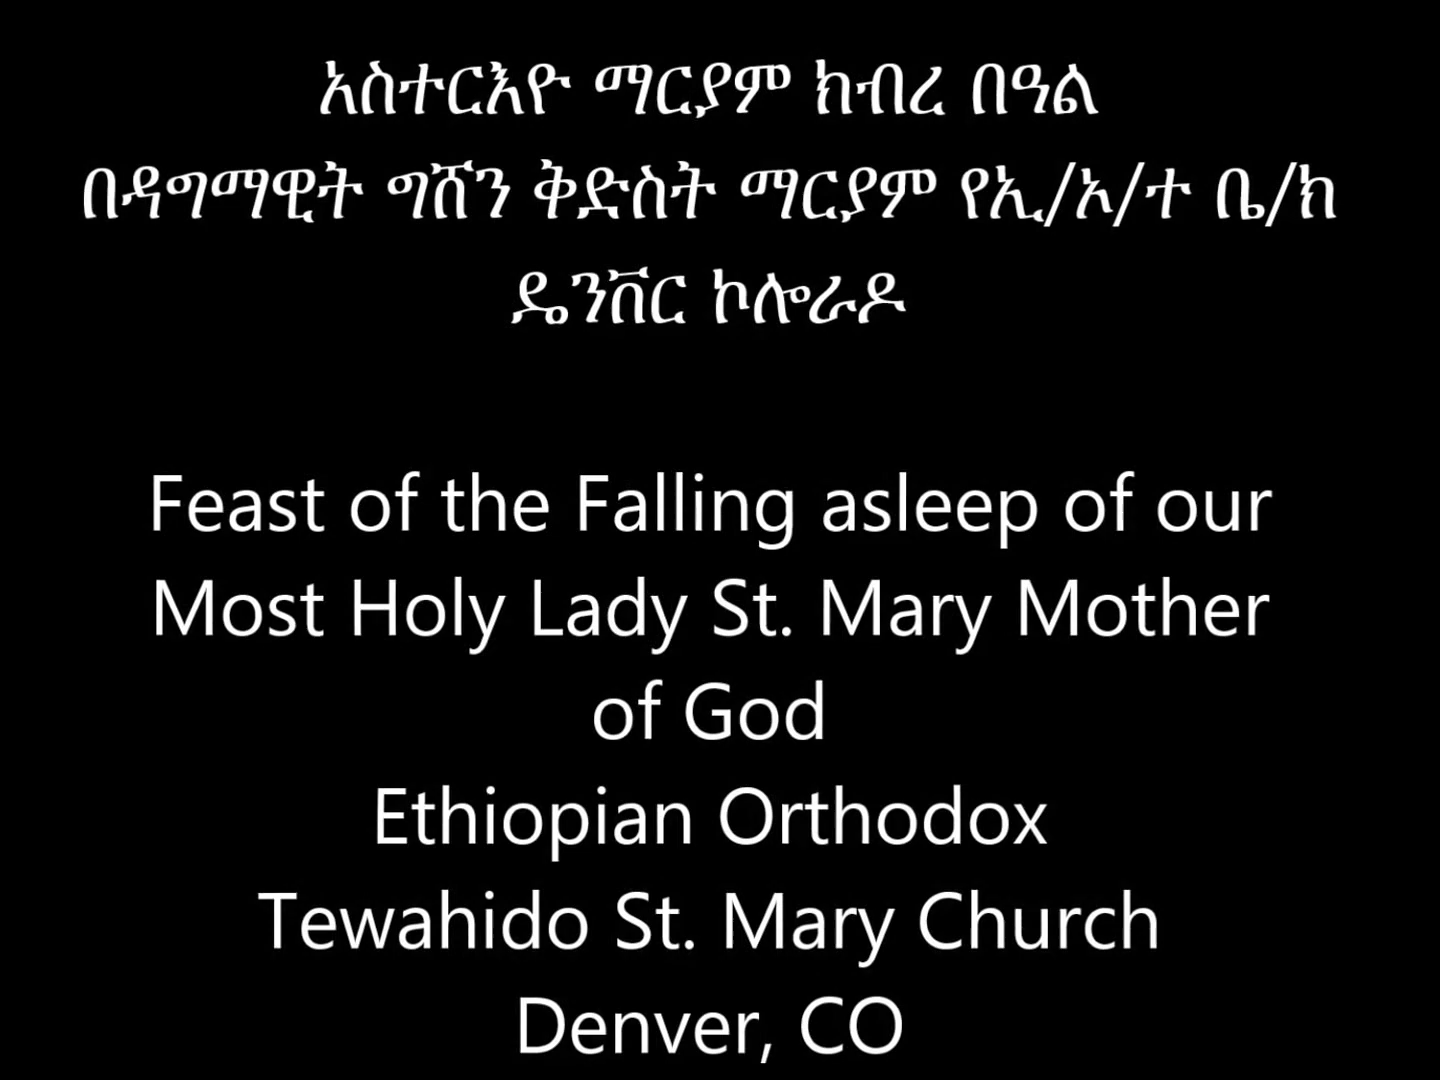 አስተርእዮ ማርያም ክብረ በዓል
በዳግማዊት ግሸን ቅድስት ማርያም የኢ/ኦ/ተ ቤ/ክ
ዴንቨር ኮሎራዶ
Feast of the Falling asleep of our
Most Holy Lady St. Mary Mother
of God
Ethiopian Orthodox
Tewahido St. Mary Church
Denver, CO